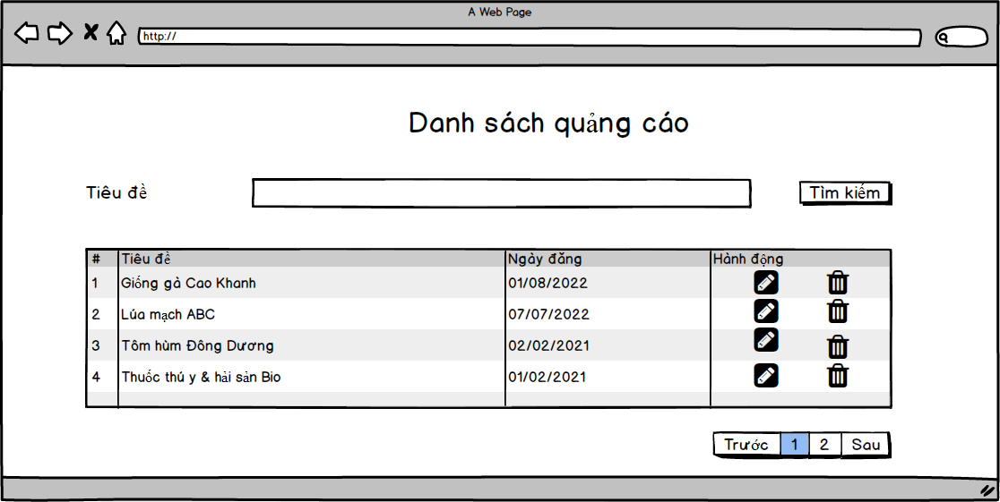 A Web Page
http://
Danh sách quảng cáo
Tiêu đề Tìm kiếm
# Tiêu đề Ngày đăng Hành động
1 Giống gà Cao Khanh 01/08/2022
2 Lúa mạch ABC 07/07/2022
3 Tôm hùm Đông Dương 02/02/2021
4 Thuốc thú y & hải sản Bio 01/02/2021
Trước 1 2 Sau